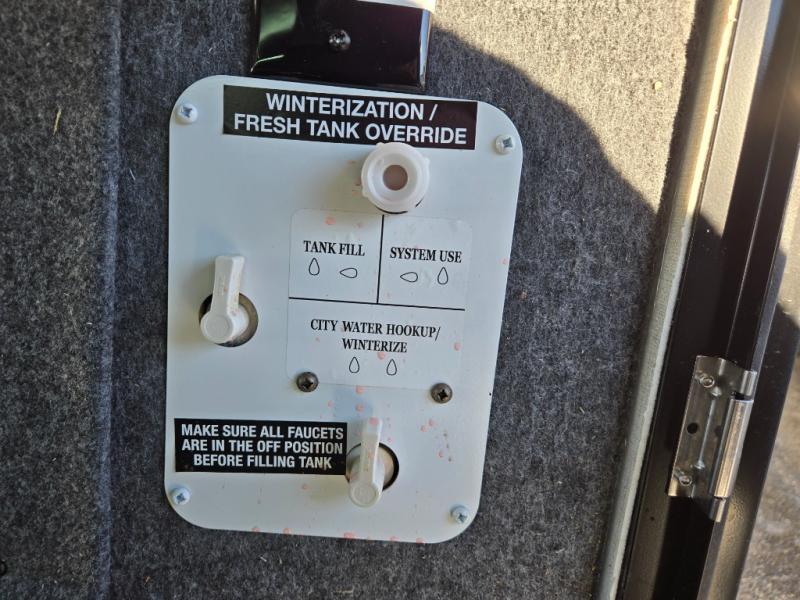 WINTERIZATION /
FRESH TANK OVERRIDE
TANK FILL
SYSTEM USE
CITY WATER HOOKUP/
WINTERIZE
MAKE SURE ALL FAUCETS
ARE IN THE OFF POSITION
BEFORE FILLING TANK